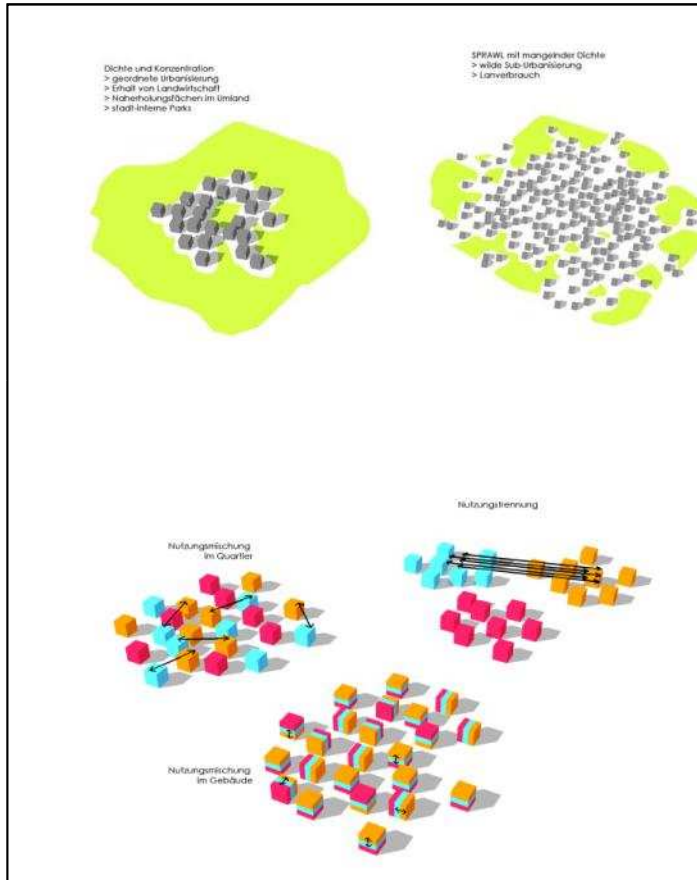 Dichte und Konzentration
> geordnete Urbanisierung
> Erhalt von Landwirtschaft
> Naherholungsfächen im Umland
> stadt-interne Parks
SPRAWL mit mangelnder Dichte
> wilde Sub-Urbanisierung
> Lanverbrauch
Nutzungstrennung
Nutzungsmischung
im Quartier
Nutzungsmischung
im Gebäude